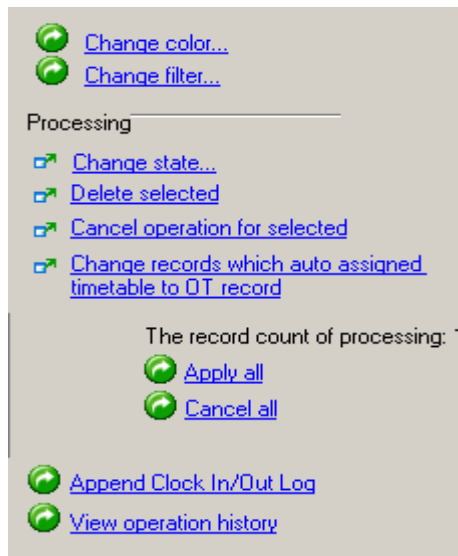 Change color...
Change filter...
Processing
Change state...
Delete selected
Cancel operation for selected
Change records which auto assigned
timetable to OT record
The record count of processing:
Apply all
Cancel all
Append Clock In/Out Log
View operation history